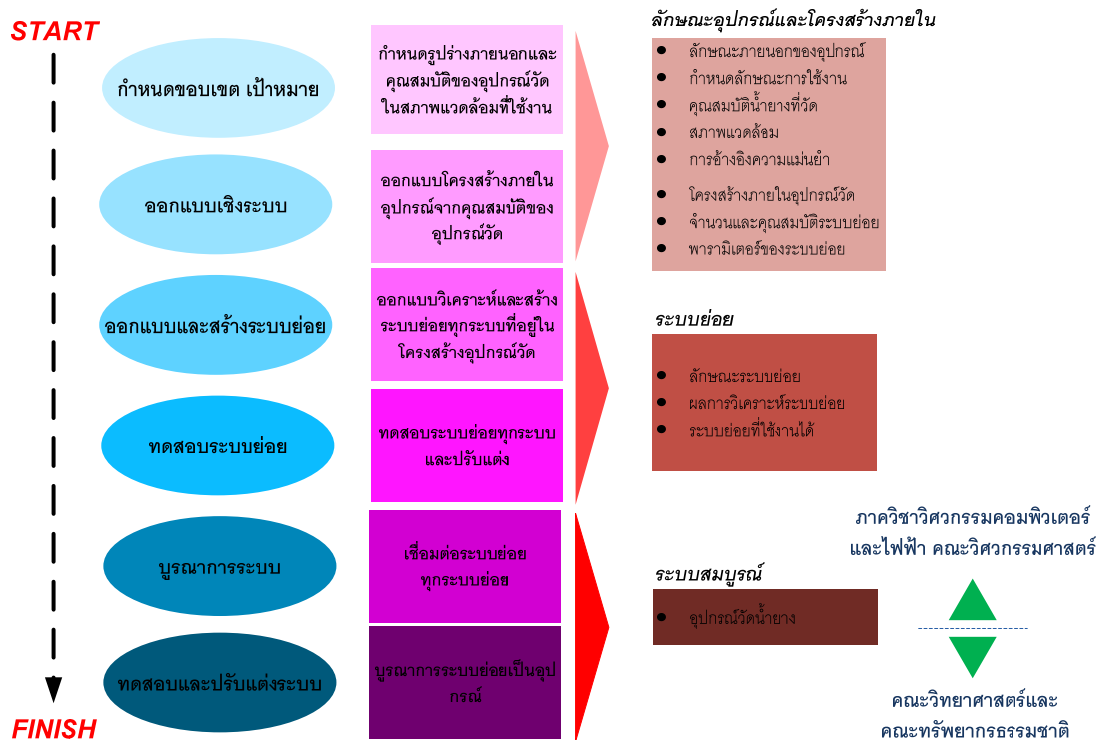 START
กำหนดขอบเขต เป้าหมาย
ออกแบบเชิงระบบ
ออกแบบและสร้างระบบย่อย
ทดสอบระบบย่อย
บูรณาการระบบ
ทดสอบและปรับแต่งระบบ
FINISH
กำหนดรูปร่างภายนอกและ
คุณสมบัติของอุปกรณ์วัด
ในสภาพแวดล้อมที่ใช้งาน
ออกแบบโครงสร้างภายใน
อุปกรณ์จากคุณสมบัติของ
อุปกรณ์วัด
ออกแบบวิเคราะห์และสร้าง
ระบบย่อยทุกระบบที่อยู่ใน
โครงสร้างอุปกรณ์วัด
ทดสอบระบบย่อยทุกระบบ
และปรับแต่ง
เชื่อมต่อระบบย่อย
ทุกระบบย่อย
บูรณาการระบบย่อยเป็นอุป
กรณ์
ลักษณะอุปกรณ์และโครงสร้างภายใน
● ลักษณะภายนอกของอุปกรณ์
● กำหนดลักษณะการใช้งาน
● คุณสมบัติน้ำยางที่วัด
● สภาพแวดล้อม
● การอ้างอิงความแม่นยำ
● โครงสร้างภายในอุปกรณ์วัด
● จำนวนและคุณสมบัติระบบย่อย
● พารามิเตอร์ของระบบย่อย
ระบบย่อย
● ลักษณะระบบย่อย
● ผลการวิเคราะห์ระบบย่อย
● ระบบย่อยที่ใช้งานได้
ระบบสมบูรณ์
● อุปกรณ์วัดน้ำยาง
ภาควิชาวิศวกรรมคอมพิวเตอร์
และไฟฟ้า คณะวิศวกรรมศาสตร์
คณะวิทยาศาสตร์และ
คณะทรัพยากรธรรมชาติ